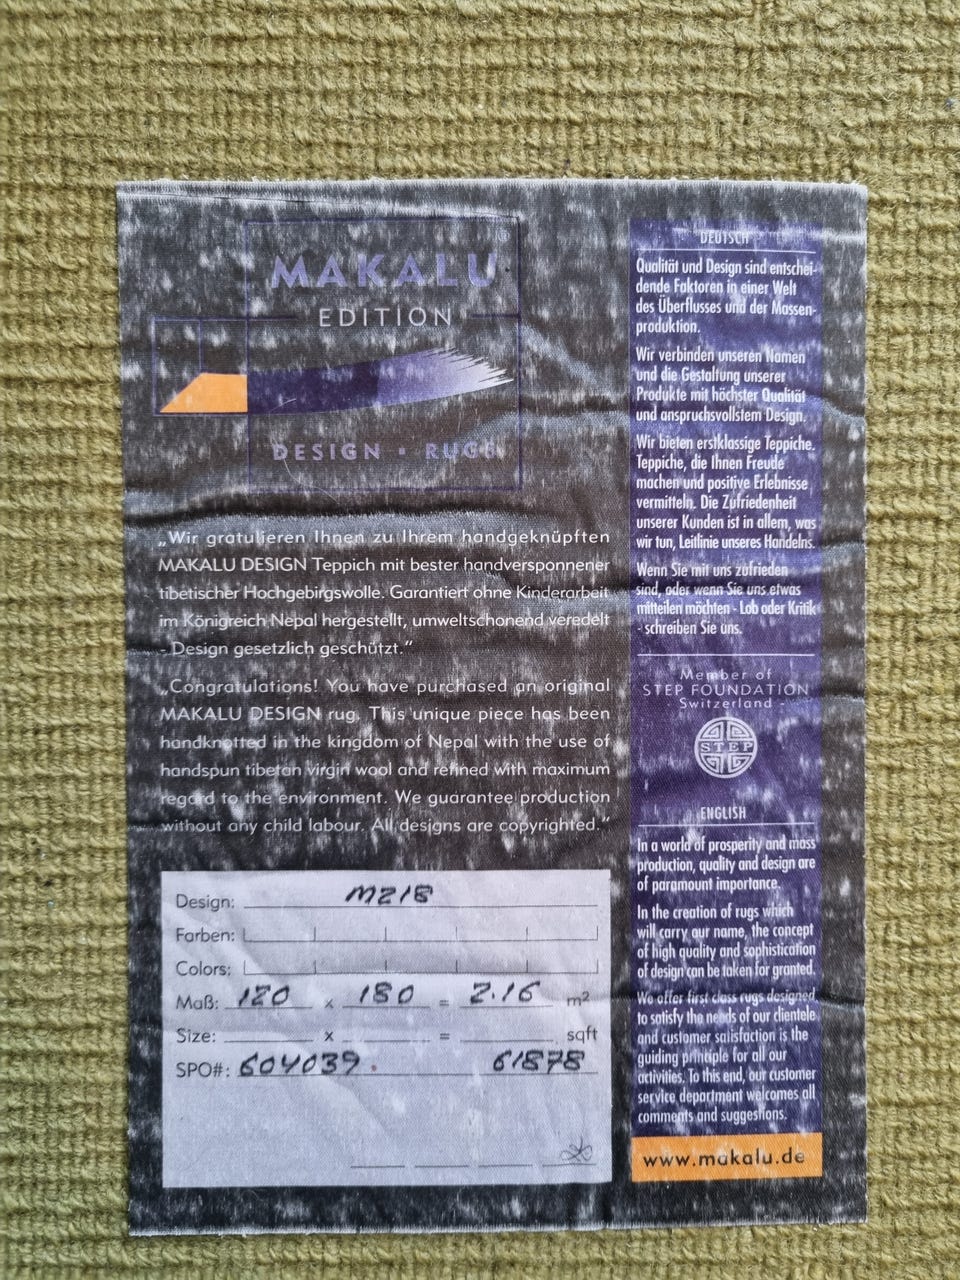 MAKALU
EDITION
DESIGN • RUGS
„Wir gratulieren Ihnen zu Ihrem handgeknüpften
MAKALU DESIGN Teppich mit bester handversponnener
tibetischer Hochgebirgswolle. Garantiert ohne Kinderarbeit
im Königreich Nepal hergestellt, umweltschonend veredelt
- Design gesetzlich geschützt.“
„Congratulations! You have purchased an original
MAKALU DESIGN rug. This unique piece has been
handknotted in the kingdom of Nepal with the use of
handspun tibetan virgin wool and refined with maximum
regard to the environment. We guarantee production
without any child labour. All designs are copyrighted.“
Design: M218
Farben:
Colors:
Maß: 120 x 180 = 2.16 m²
Size: x = sqft
SPO#: 604039. 61878
DEUTSCH
Qualität und Design sind entschei-
dende Faktoren in einer Welt
des Überflusses und der Massen-
produktion.
Wir verbinden unseren Namen
und die Gestaltung unserer
Produkte mit höchster Qualität
und anspruchsvollstem Design.
Wir bieten erstklassige Teppiche.
Teppiche, die Ihnen Freude
machen und positive Erlebnisse
vermitteln. Die Zufriedenheit
unserer Kunden ist in allem, was
wir tun, Leitlinie unseres Handelns.
Wenn Sie mit uns zufrieden
sind, oder wenn Sie uns etwas
mitteilen möchten - Lob oder Kritik
- schreiben Sie uns.
Member of
STEP FOUNDATION
- Switzerland -
STEP
ENGLISH
In a world of prosperity and mass
production, quality and design are
of paramount importance.
In the creation of rugs which
will carry our name, the concept
of high quality and sophistication
of design can be taken for granted.
We offer first class rugs designed
to satisfy the needs of our clientele
and customer satisfaction is the
guiding principle for all our
activities. To this end, our customer
service department welcomes all
comments and suggestions.
www.makalu.de